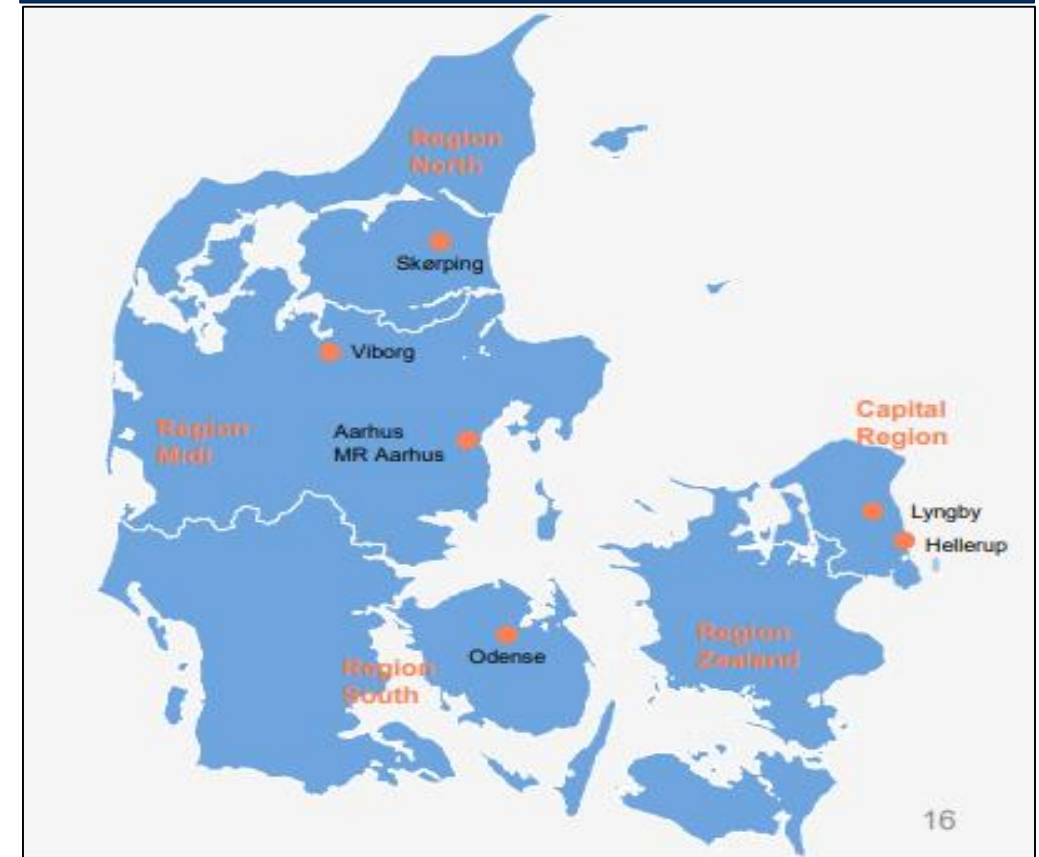 Region
North
Skørping
Viborg
Region
Midt
Aarhus
MR Aarhus
Capital
Region
Lyngby
Hellerup
Odense
Region
South
Region
Zealand
16